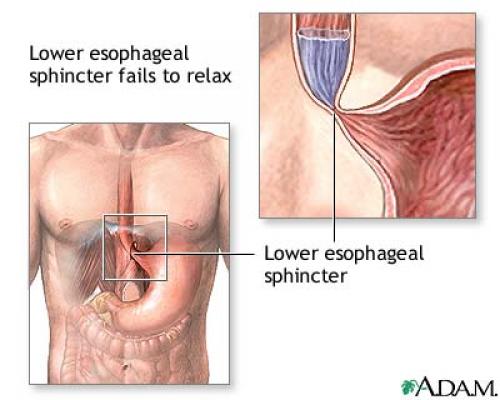 Lower esophageal
sphincter fails to relax
Lower esophageal
sphincter
A.D.A.M.